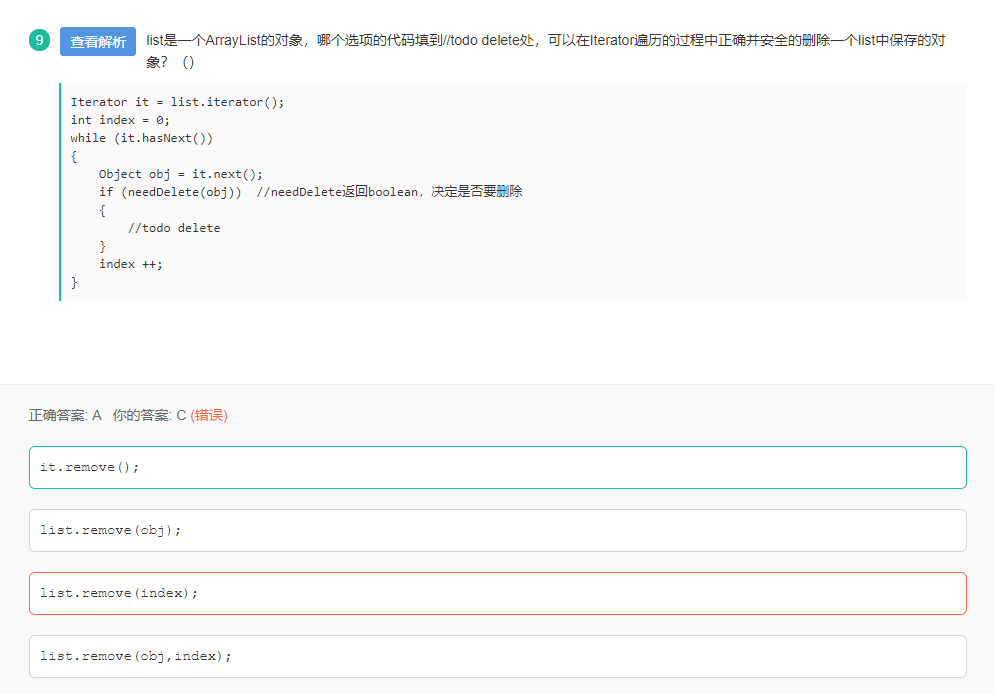 9 查看解析 list是一个ArrayList的对象，哪个选项的代码填到//todo delete处，可以在Iterator遍历的过程中正确并安全的删除一个list中保存的对
象？（）
Iterator it = list.iterator();
int index = 0;
while (it.hasNext())
{
    Object obj = it.next();
    if (needDelete(obj))  //needDelete返回boolean，决定是否要删除
    {
        //todo delete
    }
    index ++;
}
正确答案: A 你的答案: C (错误)
it.remove();
list.remove(obj);
list.remove(index);
list.remove(obj,index);